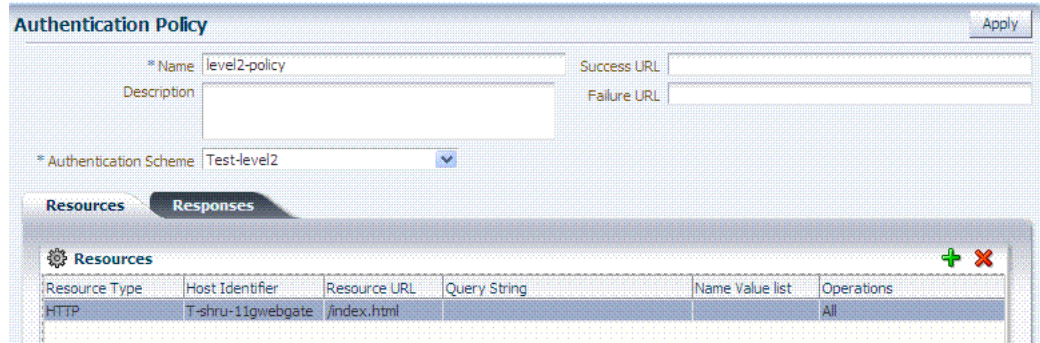 Authentication Policy
Apply
* Name level2-policy
Success URL
Description
Failure URL
* Authentication Scheme Test-level2
Resources Responses
Resources
Resource Type Host Identifier Resource URL Query String Name Value list Operations
HTTP T-shru-11gwebgate /index.html All